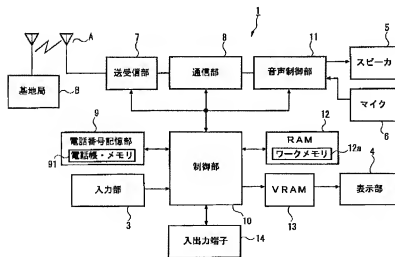 1
A
7
8
11
5
送受信部
通信部
音声制御部
スピーカ
基地局
B
マイク
6
9
12
電話番号記憶部
91
電話帳・メモリ
RAM
ワークメモリ
12a
制御部
4
入力部
VRAM
表示部
3
10
13
入出力端子
14